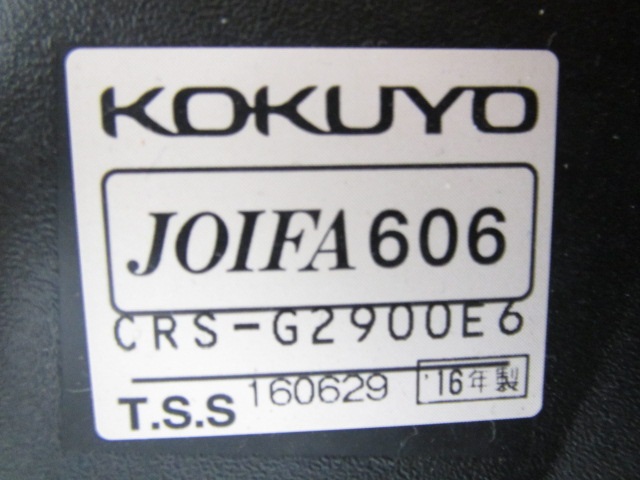 KOKUYO
JOIFA 606
CRS-G2900E6
T.S.S 160629 '16年製